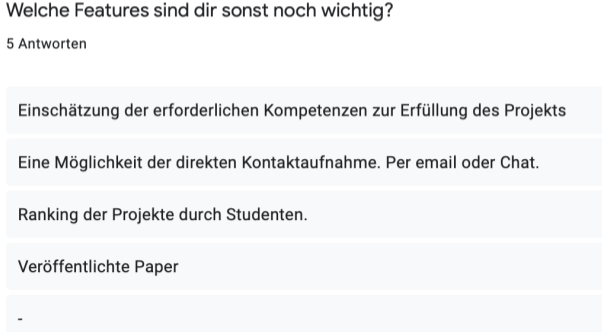 Welche Features sind dir sonst noch wichtig?
5 Antworten
Einschätzung der erforderlichen Kompetenzen zur Erfüllung des Projekts
Eine Möglichkeit der direkten Kontaktaufnahme. Per email oder Chat.
Ranking der Projekte durch Studenten.
Veröffentlichte Paper
-